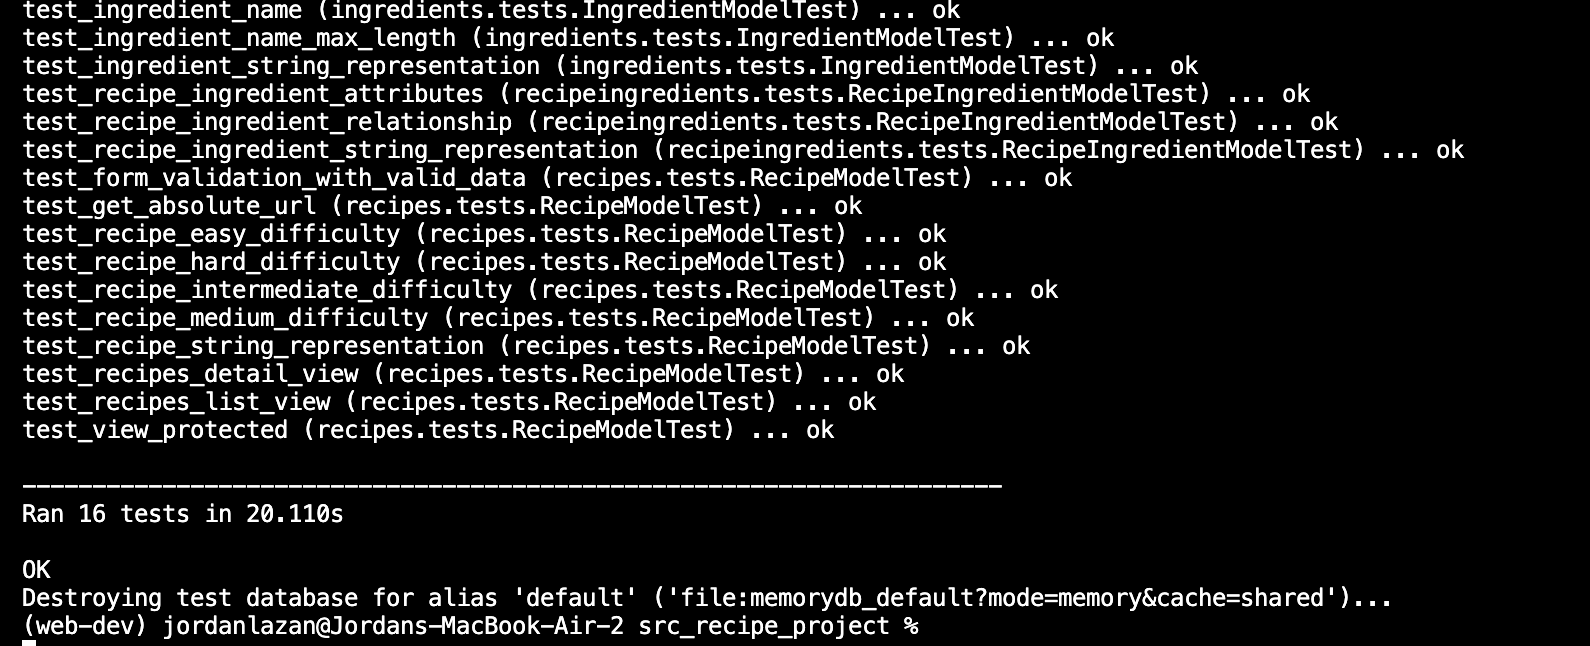 test_ingredient_name (ingredients.tests.IngredientModelTest) ... ok
test_ingredient_name_max_length (ingredients.tests.IngredientModelTest) ... ok
test_ingredient_string_representation (ingredients.tests.IngredientModelTest) ... ok
test_recipe_ingredient_attributes (recipeingredients.tests.RecipeIngredientModelTest) ... ok
test_recipe_ingredient_relationship (recipeingredients.tests.RecipeIngredientModelTest) ... ok
test_recipe_ingredient_string_representation (recipeingredients.tests.RecipeIngredientModelTest) ... ok
test_form_validation_with_valid_data (recipes.tests.RecipeModelTest) ... ok
test_get_absolute_url (recipes.tests.RecipeModelTest) ... ok
test_recipe_easy_difficulty (recipes.tests.RecipeModelTest) ... ok
test_recipe_hard_difficulty (recipes.tests.RecipeModelTest) ... ok
test_recipe_intermediate_difficulty (recipes.tests.RecipeModelTest) ... ok
test_recipe_medium_difficulty (recipes.tests.RecipeModelTest) ... ok
test_recipe_string_representation (recipes.tests.RecipeModelTest) ... ok
test_recipes_detail_view (recipes.tests.RecipeModelTest) ... ok
test_recipes_list_view (recipes.tests.RecipeModelTest) ... ok
test_view_protected (recipes.tests.RecipeModelTest) ... ok
----------------------------------------------------------------------
Ran 16 tests in 20.110s
OK
Destroying test database for alias 'default' ('file:memorydb_default?mode=memory&cache=shared')...
(web-dev) jordanlazan@Jordans-MacBook-Air-2 src_recipe_project %